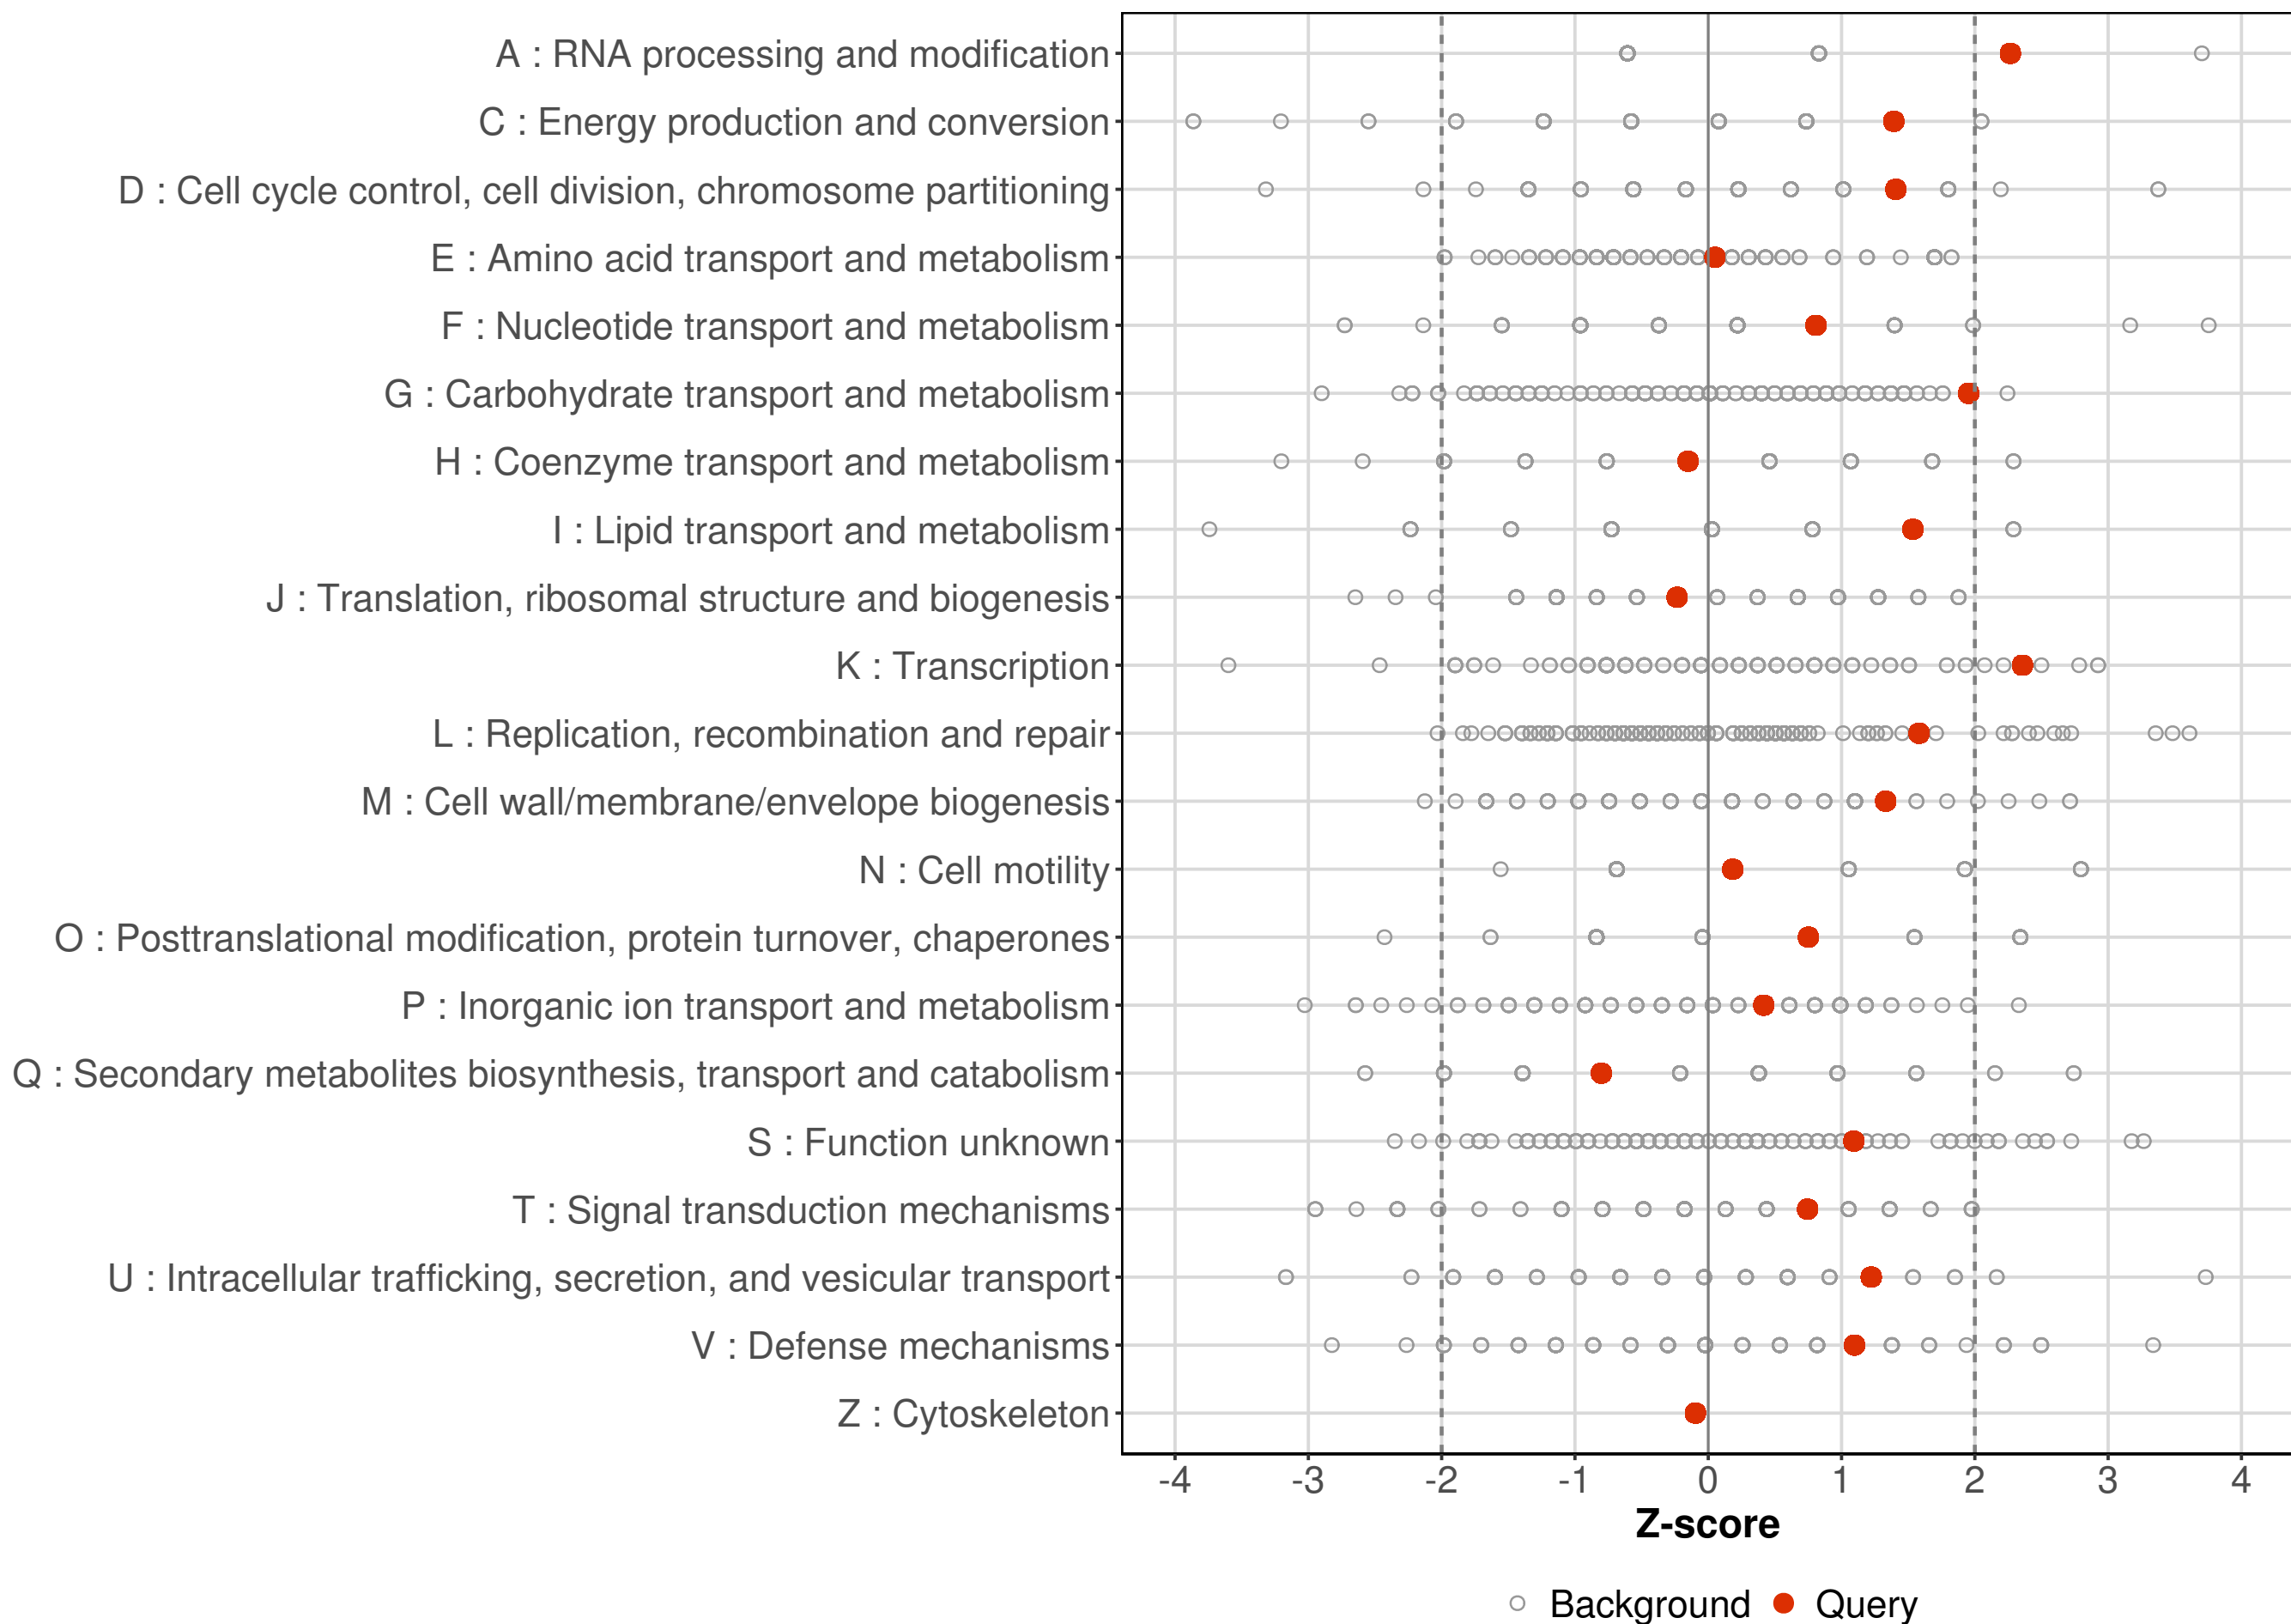 A : RNA processing and modification
C : Energy production and conversion
D : Cell cycle control, cell division, chromosome partitioning
E : Amino acid transport and metabolism
F : Nucleotide transport and metabolism
G : Carbohydrate transport and metabolism
H : Coenzyme transport and metabolism
I : Lipid transport and metabolism
J : Translation, ribosomal structure and biogenesis
K : Transcription
L : Replication, recombination and repair
M : Cell wall/membrane/envelope biogenesis
N : Cell motility
O : Posttranslational modification, protein turnover, chaperones
P : Inorganic ion transport and metabolism
Q : Secondary metabolites biosynthesis, transport and catabolism
S : Function unknown
T : Signal transduction mechanisms
U : Intracellular trafficking, secretion, and vesicular transport
V : Defense mechanisms
Z : Cytoskeleton
-4 -3 -2 -1 0 1 2 3 4
Z-score
Background Query